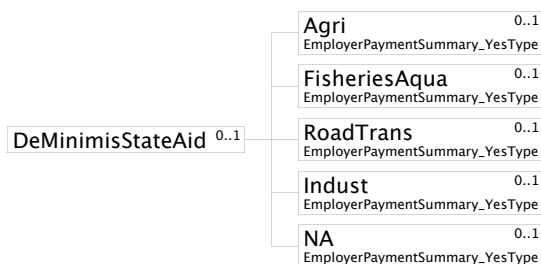 Agri 0..1
EmployerPaymentSummary_YesType
FisheriesAqua 0..1
EmployerPaymentSummary_YesType
DeMinimisStateAid 0..1
RoadTrans 0..1
EmployerPaymentSummary_YesType
Indust 0..1
EmployerPaymentSummary_YesType
NA 0..1
EmployerPaymentSummary_YesType